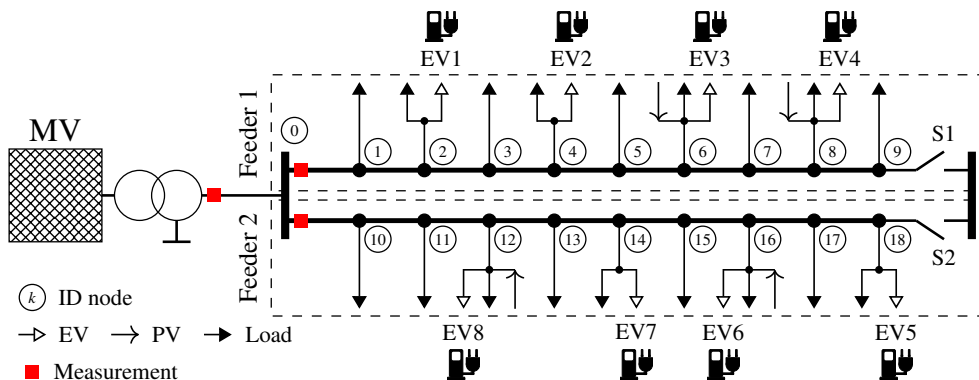 EV1 EV2 EV3 EV4
Feeder 1
0
MV
S1
1 2 3 4 5 6 7 8 9
Feeder 2
10 11 12 13 14 15 16 17 18
S2
k ID node
EV PV Load
EV8 EV7 EV6 EV5
Measurement